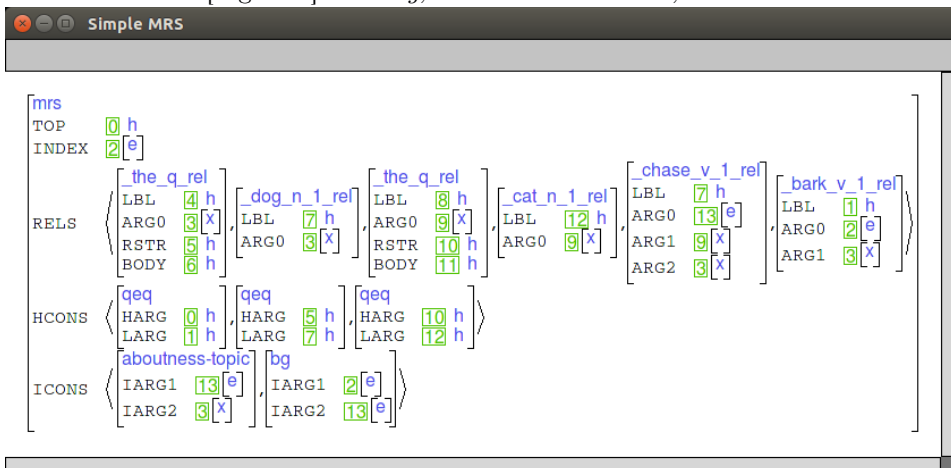 Simple MRS
mrs
TOP 0 h
INDEX 2 [e]
RELS ⟨ [_the_q_rel LBL 4 h ARG0 3 [x] RSTR 5 h BODY 6 h], [_dog_n_1_rel LBL 7 h ARG0 3 [x]], [_the_q_rel LBL 8 h ARG0 9 [x] RSTR 10 h BODY 11 h], [_cat_n_1_rel LBL 12 h ARG0 9 [x]], [_chase_v_1_rel LBL 7 h ARG0 13 [e] ARG1 9 [x] ARG2 3 [x]], [_bark_v_1_rel LBL 1 h ARG0 2 [e] ARG1 3 [x]] ⟩
HCONS ⟨ [qeq HARG 0 h LARG 1 h], [qeq HARG 5 h LARG 7 h], [qeq HARG 10 h LARG 12 h] ⟩
ICONS ⟨ [aboutness-topic IARG1 13 [e] IARG2 3 [x]], [bg IARG1 2 [e] IARG2 13 [e]] ⟩